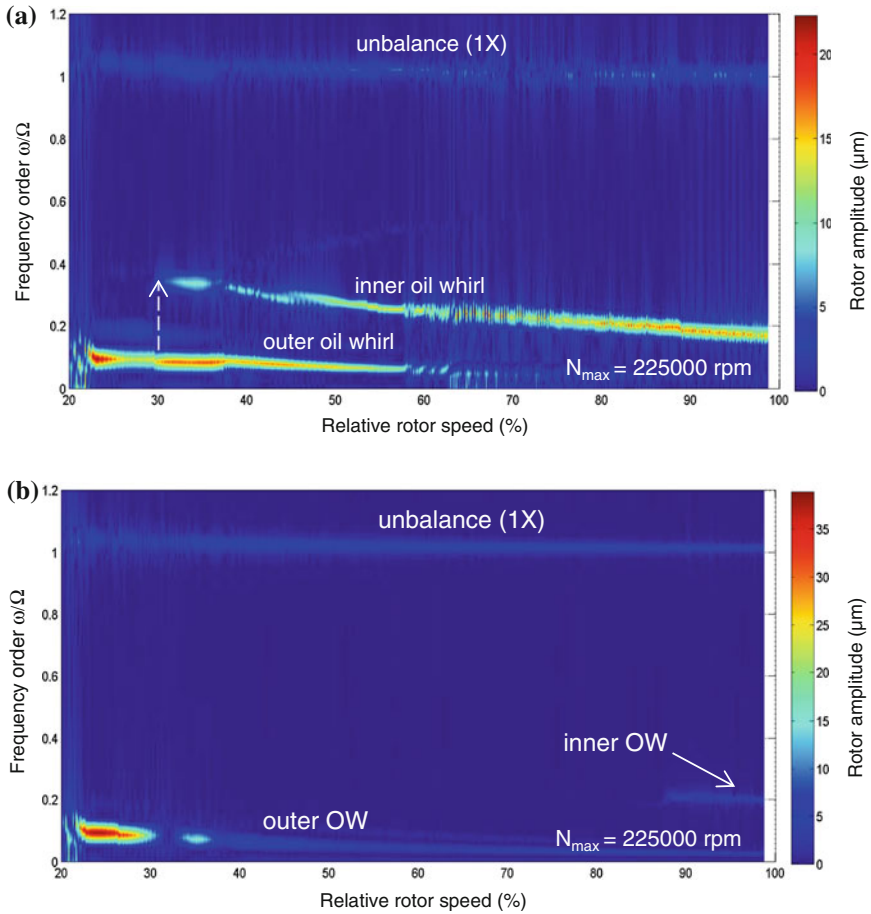 (a)
1.2
1
0.8
0.6
0.4
0.2
0
Frequency order ω/Ω
unbalance (1X)
inner oil whirl
outer oil whirl
N_max = 225000 rpm
20 30 40 50 60 70 80 90 100
Relative rotor speed (%)
20
15
10
5
0
Rotor amplitude (µm)
(b)
1.2
1
0.8
0.6
0.4
0.2
0
Frequency order ω/Ω
unbalance (1X)
inner OW
outer OW
N_max = 225000 rpm
20 30 40 50 60 70 80 90 100
Relative rotor speed (%)
35
30
25
20
15
10
5
0
Rotor amplitude (µm)